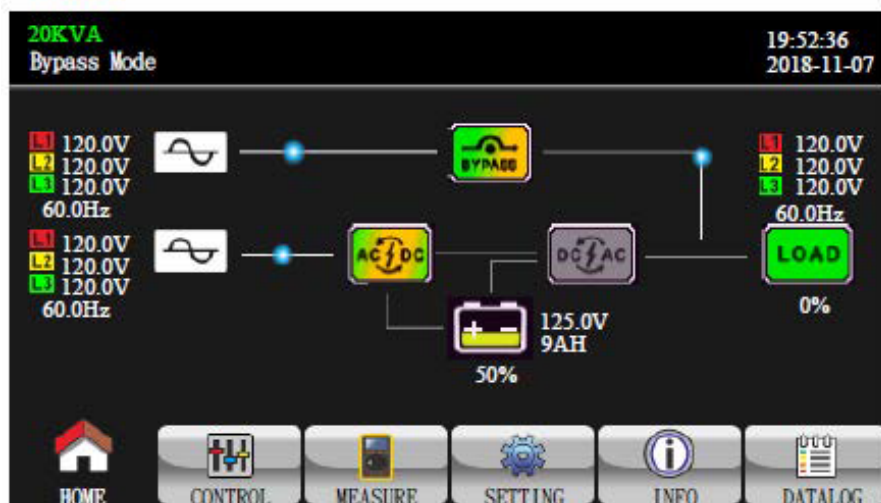 20KVA
Bypass Mode
19:52:36
2018-11-07
L1 120.0V
L2 120.0V
L3 120.0V
60.0Hz
BYPASS
L1 120.0V
L2 120.0V
L3 120.0V
60.0Hz
L1 120.0V
L2 120.0V
L3 120.0V
60.0Hz
AC DC
DC AC
LOAD
0%
+ −
125.0V
9AH
50%
HOME
CONTROL
MEASURE
SETTING
INFO
DATALOG